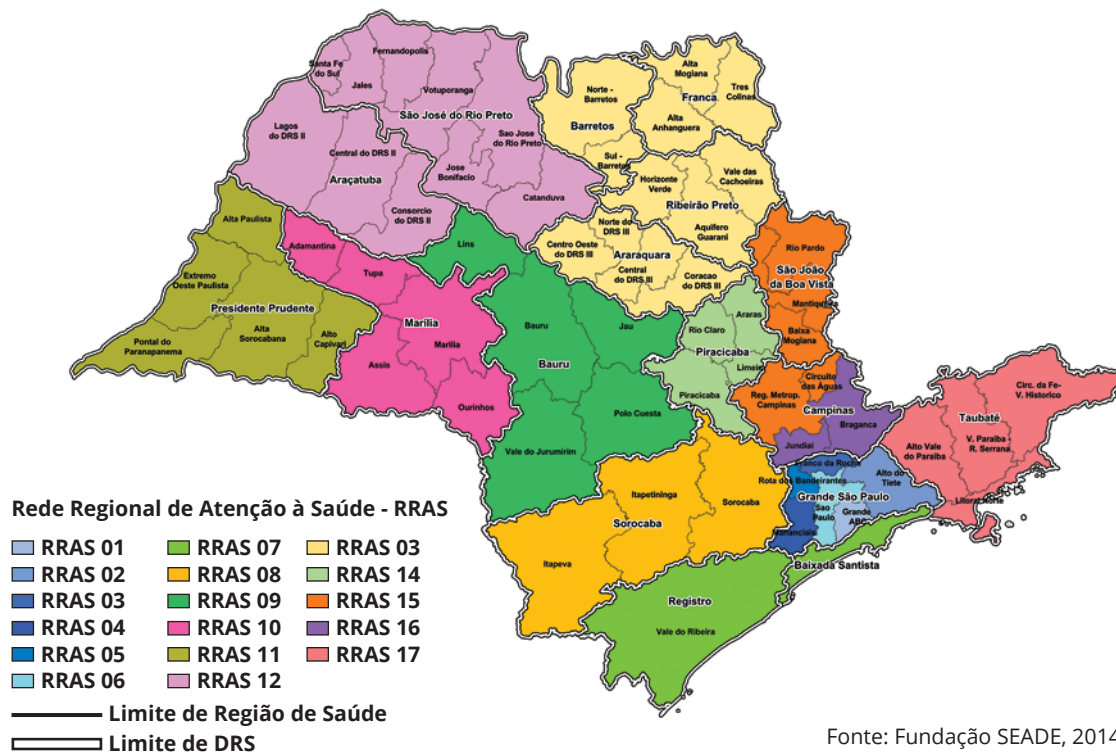 Santa Fe
do Sul
Fernandopolis
Jales
Votuporanga
São José do Rio Preto
Sao Jose
do Rio Preto
Jose
Bonifacio
Catanduva
Lagos
do DRS II
Central do DRS II
Araçatuba
Consorcio
do DRS II
Norte -
Barretos
Barretos
Sul -
Barretos
Alta
Mogiana
Tres
Colinas
Franca
Alta
Anhanguera
Horizonte
Verde
Vale das
Cachoeiras
Ribeirão Preto
Aquifero
Guarani
Norte do
DRS III
Centro Oeste
do DRS III
Araraquara
Central
do DRS III
Coracao
do DRS III
Rio Pardo
São João
da Boa Vista
Mantiqueira
Baixa
Mogiana
Alta Paulista
Extremo
Oeste Paulista
Presidente Prudente
Alta
Sorocabana
Alto
Capivari
Pontal do
Paranapanema
Adamantina
Tupa
Marília
Marilia
Assis
Ourinhos
Lins
Bauru
Jau
Bauru
Polo Cuesta
Vale do Jurumirim
Araras
Rio Claro
Piracicaba
Limeira
Piracicaba
Circuito
das Águas
Reg. Metrop.
Campinas
Campinas
Braganca
Jundiai
Circ. da Fe-
V. Historico
Taubaté
Alto Vale
do Paraiba
V. Paraiba -
R. Serrana
Litoral Norte
Franco da Rocha
Alto do
Tiete
Rota dos Bandeirantes
Grande São Paulo
Sao
Paulo
Grande
ABC
Mananciais
Baixada Santista
Itapetininga
Sorocaba
Sorocaba
Itapeva
Registro
Vale do Ribeira
Rede Regional de Atenção à Saúde - RRAS
RRAS 01 RRAS 07 RRAS 03
RRAS 02 RRAS 08 RRAS 14
RRAS 03 RRAS 09 RRAS 15
RRAS 04 RRAS 10 RRAS 16
RRAS 05 RRAS 11 RRAS 17
RRAS 06 RRAS 12
Limite de Região de Saúde
Limite de DRS
Fonte: Fundação SEADE, 2014